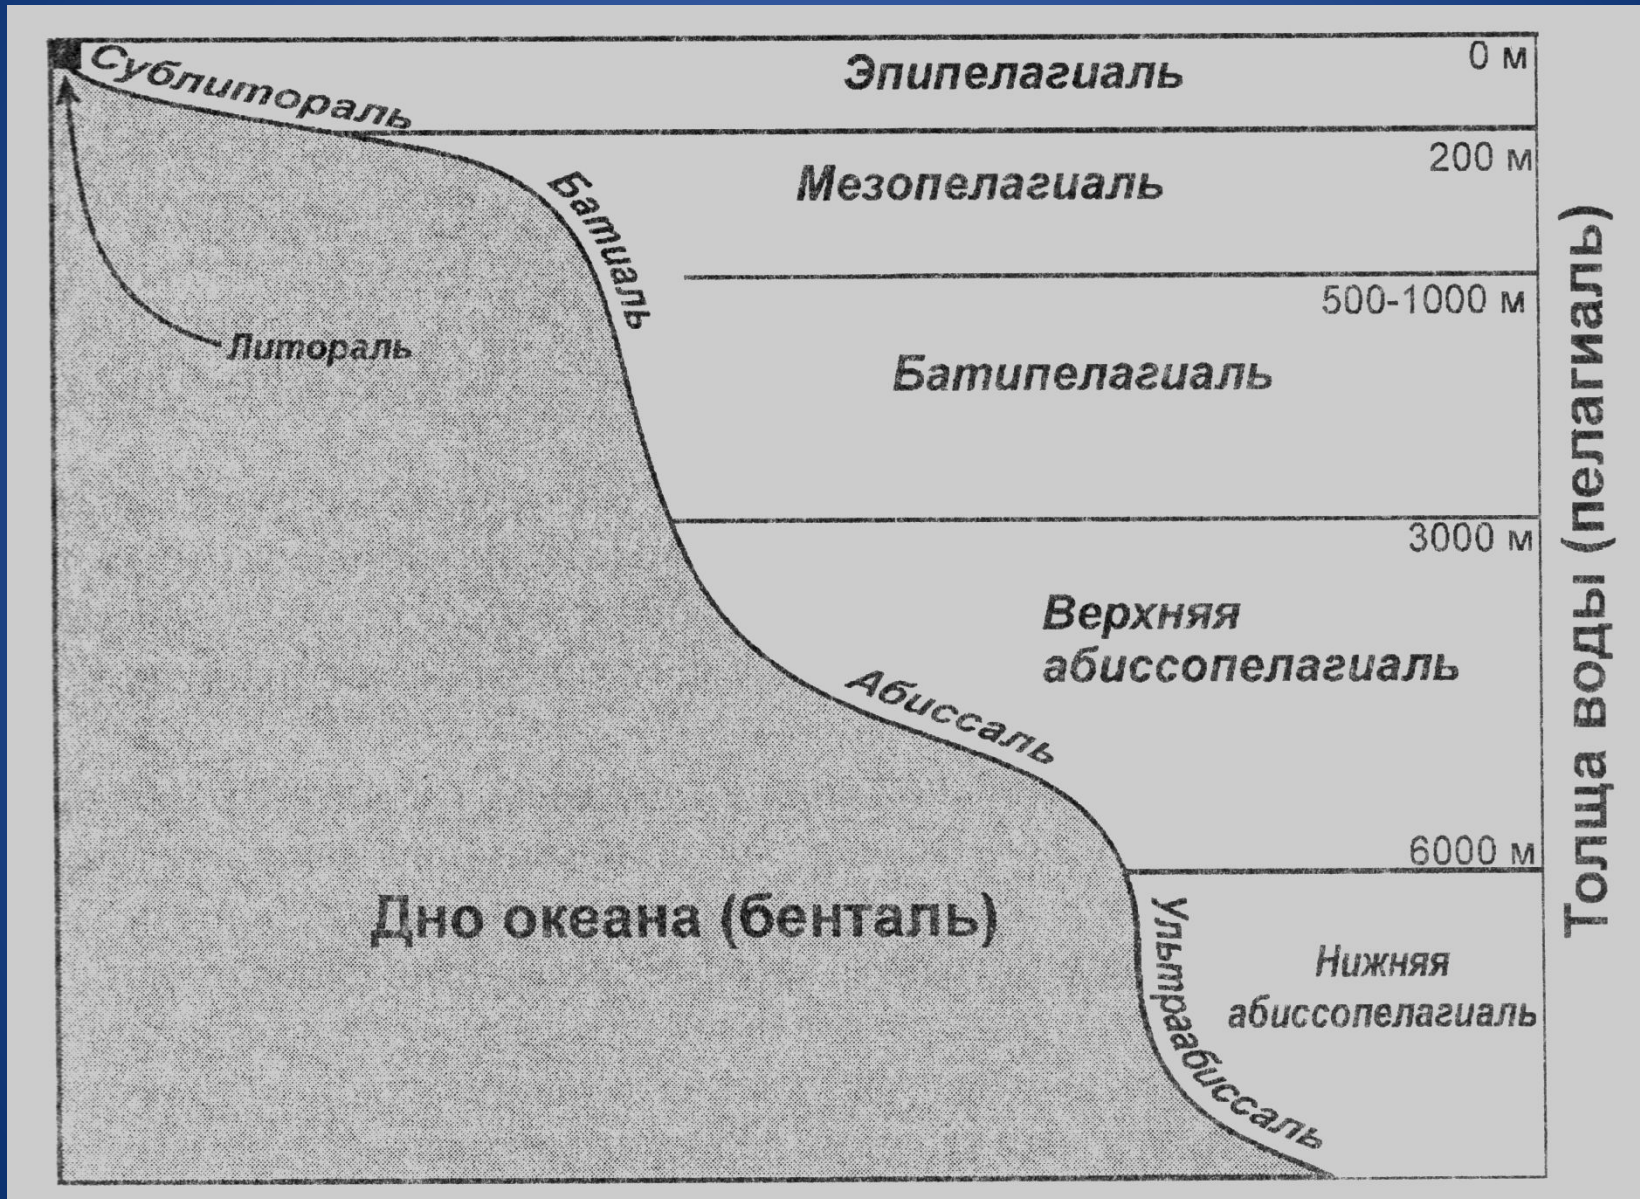 0 м
Сублитораль
Эпипелагиаль
200 м
Мезопелагиаль
Батиаль
500-1000 м
Литораль
Батипелагиаль
3000 м
Верхняя
абиссопелагиаль
Абиссаль
6000 м
Дно океана (бенталь)
Ультраабиссаль
Нижняя
абиссопелагиаль
Толща воды (пелагиаль)